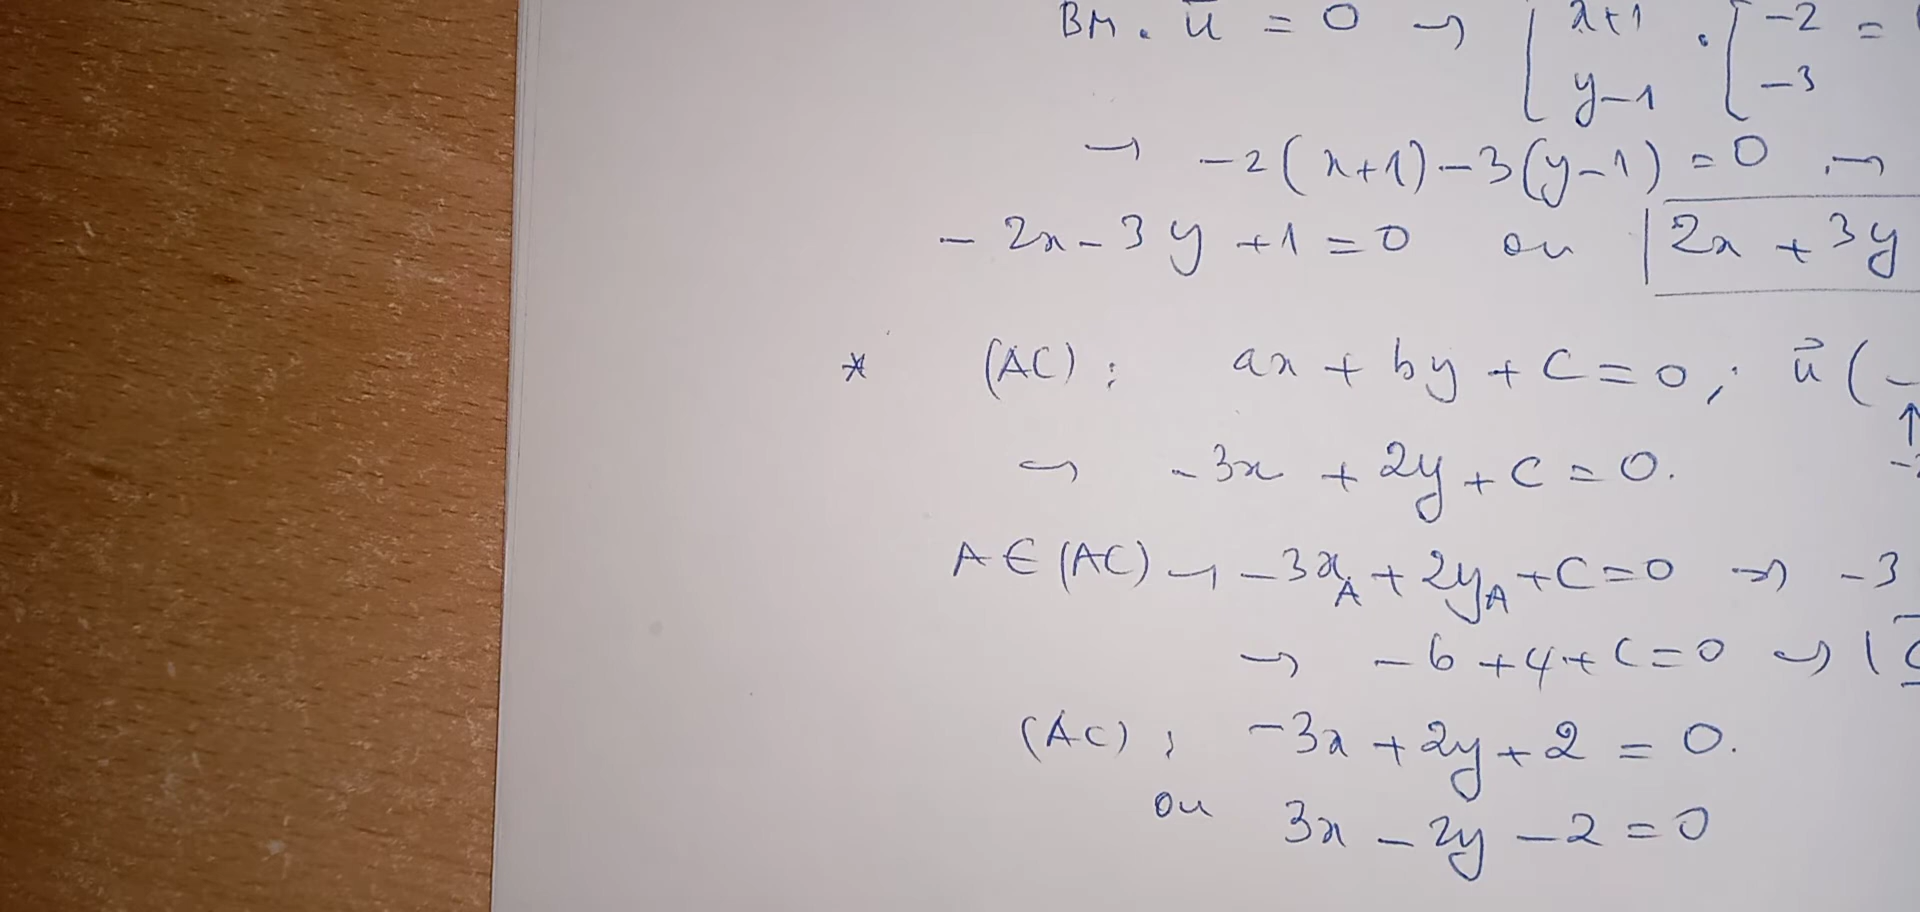 BM . u = 0 → { x+1 . { -2 =
y-1 -3
→ -2(x+1)-3(y-1) = 0 →
-2x-3y+1=0 ou 2x+3y
* (AC) : ax+by+C=0; u⃗(-
→ -3x+2y+C=0. ↑
A∈(AC) → -3x_A+2y_A+C=0 → -3
→ -6+4+C=0 →
(AC) : -3x+2y+2=0.
ou 3x-2y-2=0